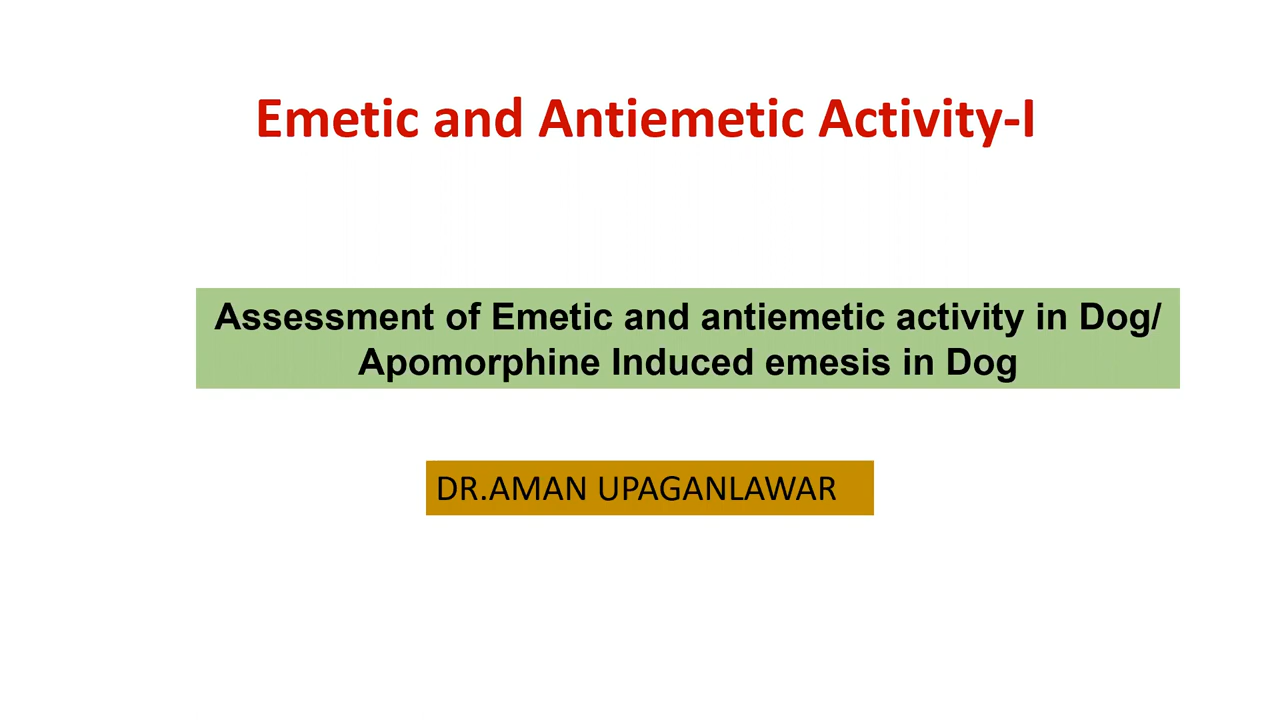 Emetic and Antiemetic Activity-I
Assessment of Emetic and antiemetic activity in Dog/
Apomorphine Induced emesis in Dog
DR.AMAN UPAGANLAWAR